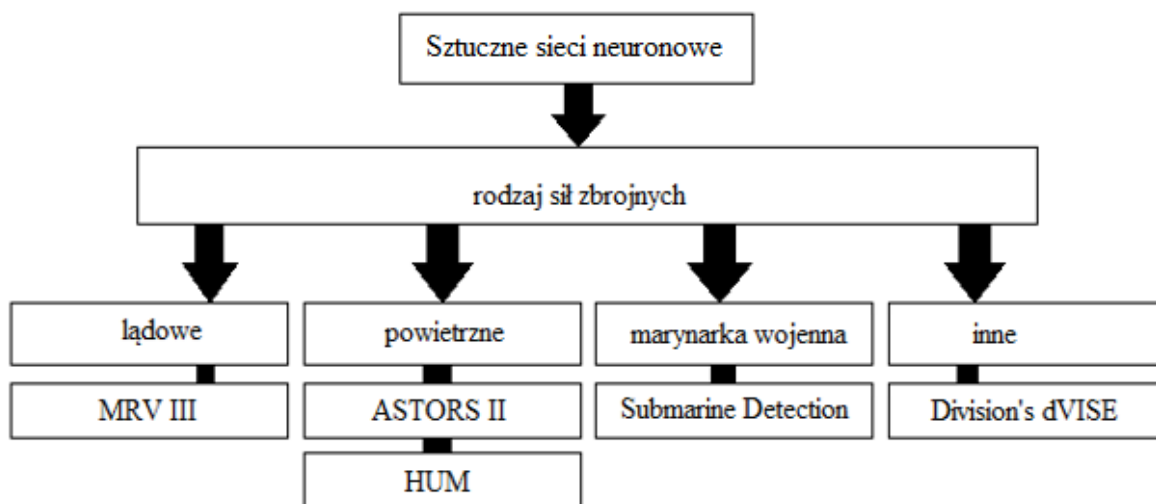 Sztuczne sieci neuronowe
rodzaj sił zbrojnych
lądowe
powietrzne
marynarka wojenna
inne
MRV III
ASTORS II
Submarine Detection
Division's dVISE
HUM